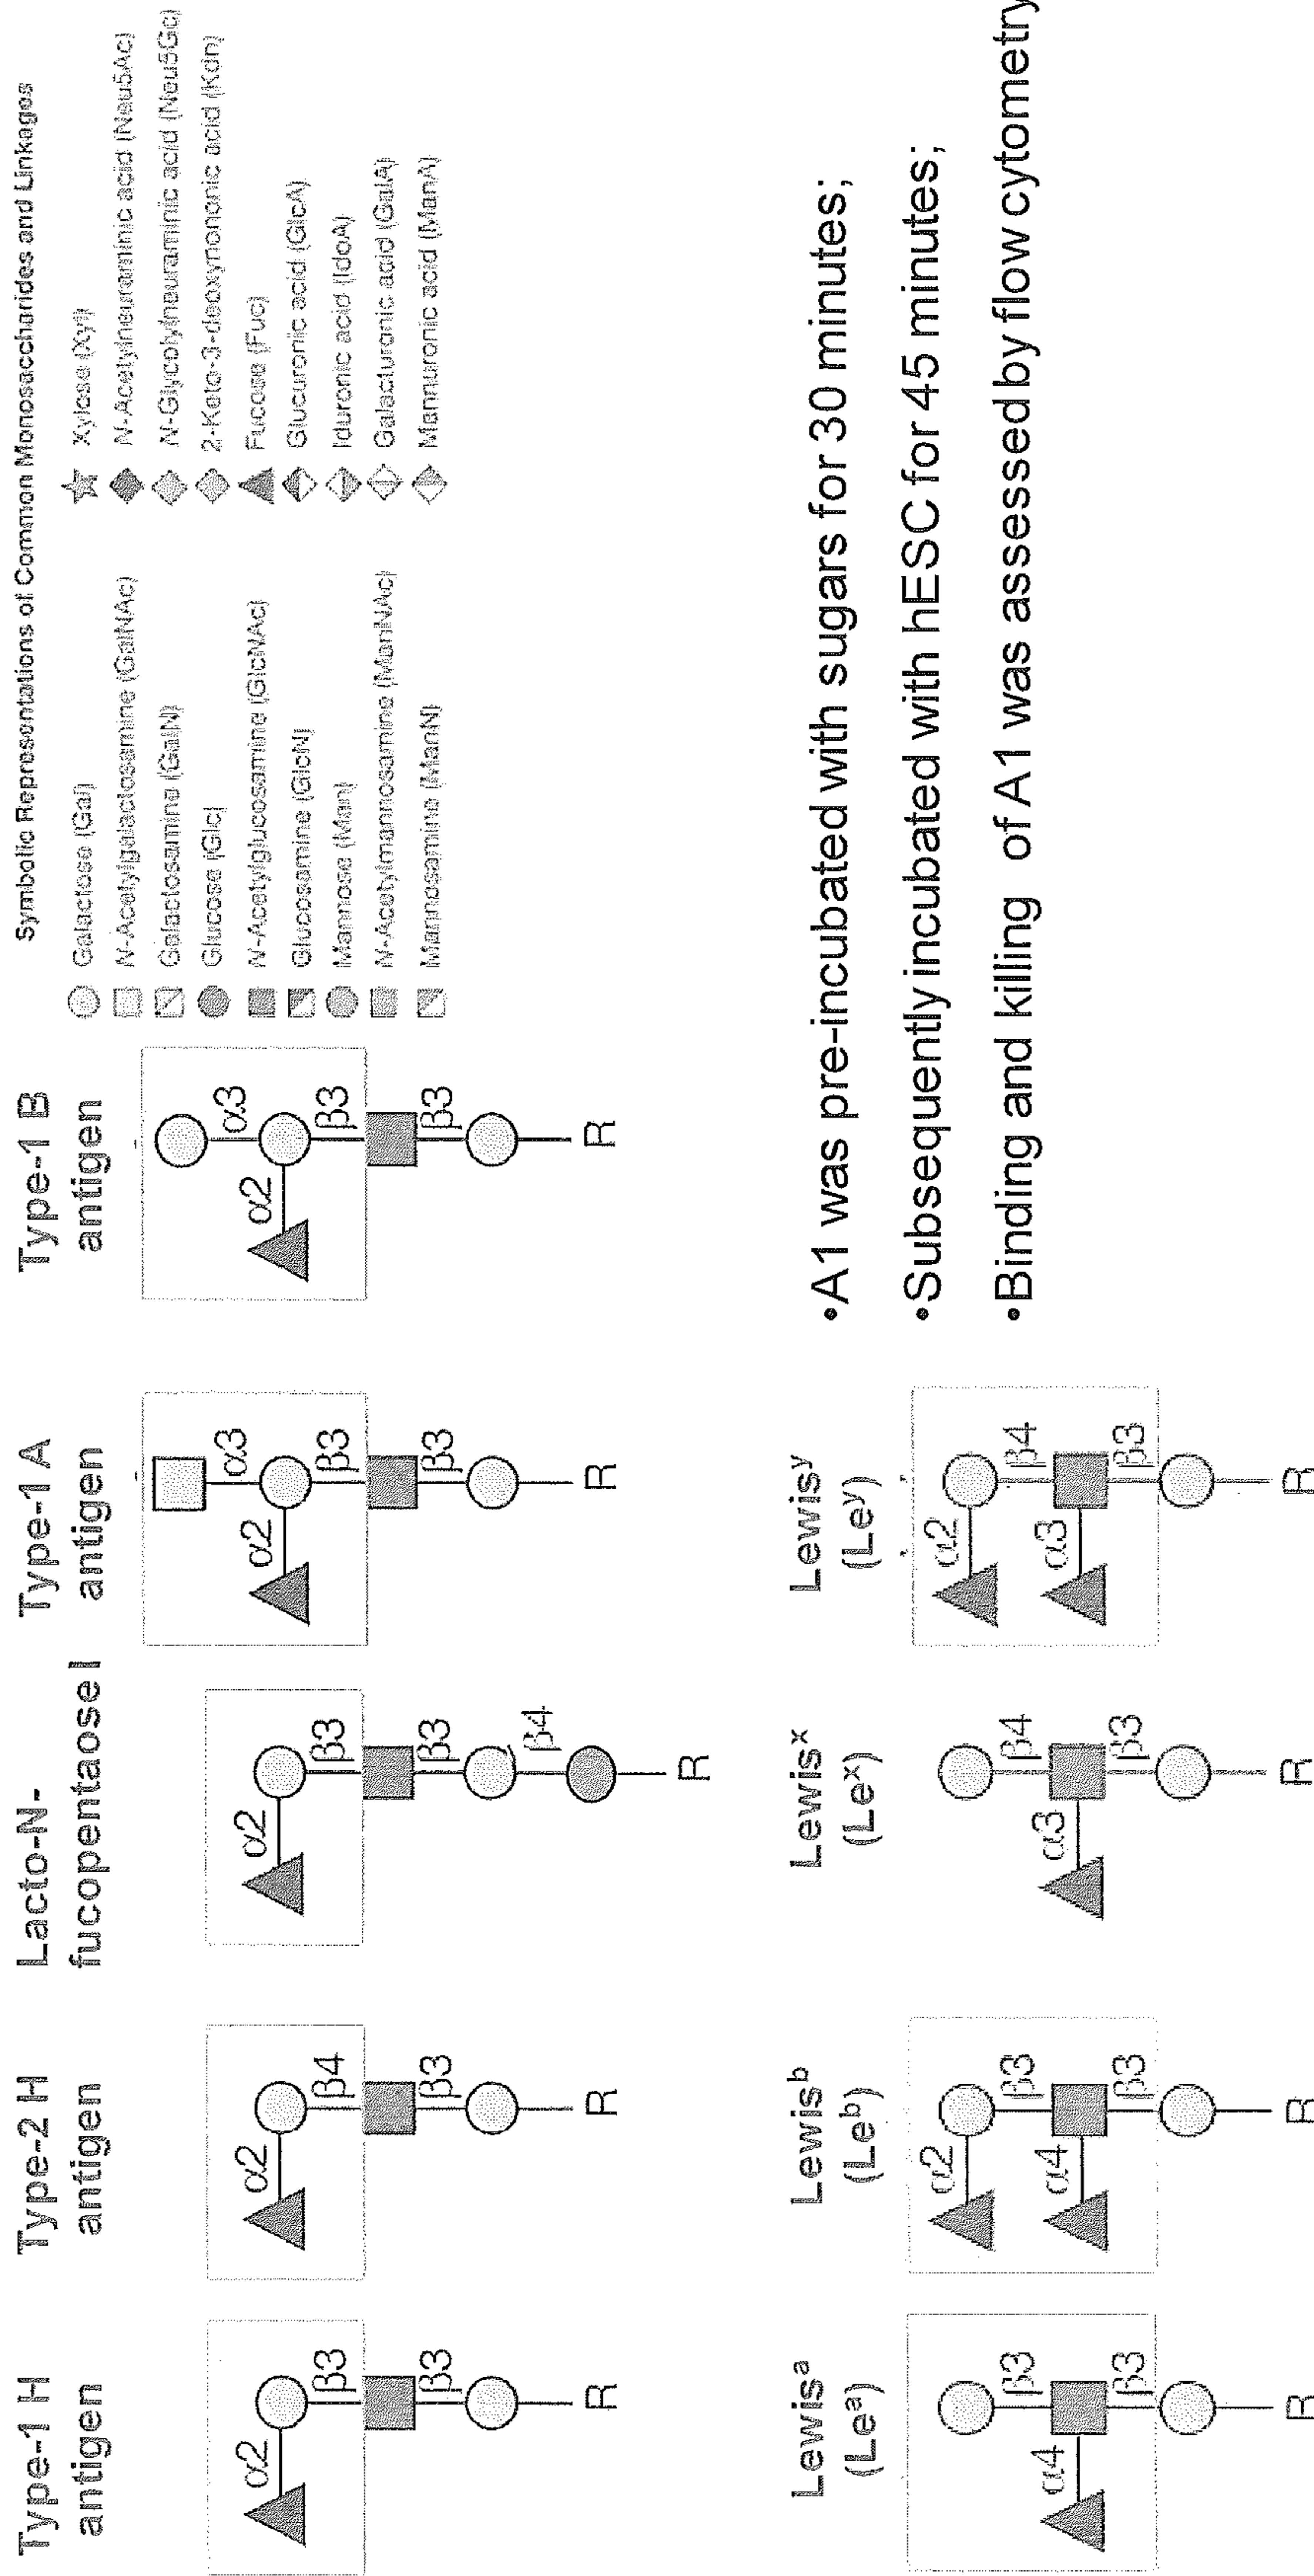 Type-1 H
antigen
α2
β3
β3
R
Type-2 H
antigen
α2
β4
β3
R
Lacto-N-
fucopentaose I
α2
β3
β3
β4
R
Type-1 A
antigen
α3
α2
β3
β3
R
Type-1 B
antigen
α3
α2
β3
β3
R
Symbolic Representations of Common Monosaccharides and Linkages
Galactose (Gal)
N-Acetylgalactosamine (GalNAc)
Galactosamine (GalN)
Glucose (Glc)
N-Acetylglucosamine (GlcNAc)
Glucosamine (GlcN)
Mannose (Man)
N-Acetylmannosamine (ManNAc)
Mannosamine (ManN)
Xylose (Xyl)
N-Acetylneuraminic acid (Neu5Ac)
N-Glycolylneuraminic acid (Neu5Gc)
2-Keto-3-deoxynononic acid (Kdn)
Fucose (Fuc)
Glucuronic acid (GlcA)
Iduronic acid (IdoA)
Galacturonic acid (GalA)
Mannuronic acid (ManA)
Lewisᵃ
(Leᵃ)
β3
α4
β3
R
Lewisᵇ
(Leᵇ)
α2
β3
α4
β3
R
Lewisˣ
(Leˣ)
β4
α3
β3
R
Lewisʸ
(Leʸ)
α2
β4
α3
β3
R
•A1 was pre-incubated with sugars for 30 minutes;
•Subsequently incubated with hESC for 45 minutes;
•Binding and killing of A1 was assessed by flow cytometry